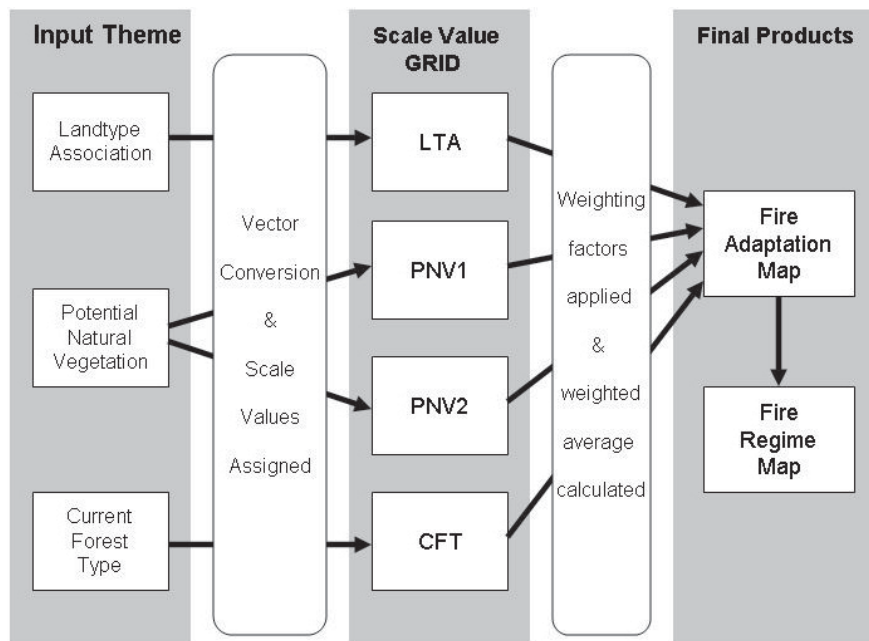 Input Theme
Landtype
Association
Potential
Natural
Vegetation
Current
Forest
Type
Vector
Conversion
&
Scale
Values
Assigned
Scale Value
GRID
LTA
PNV1
PNV2
CFT
Weighting
factors
applied
&
weighted
average
calculated
Final Products
Fire
Adaptation
Map
Fire
Regime
Map